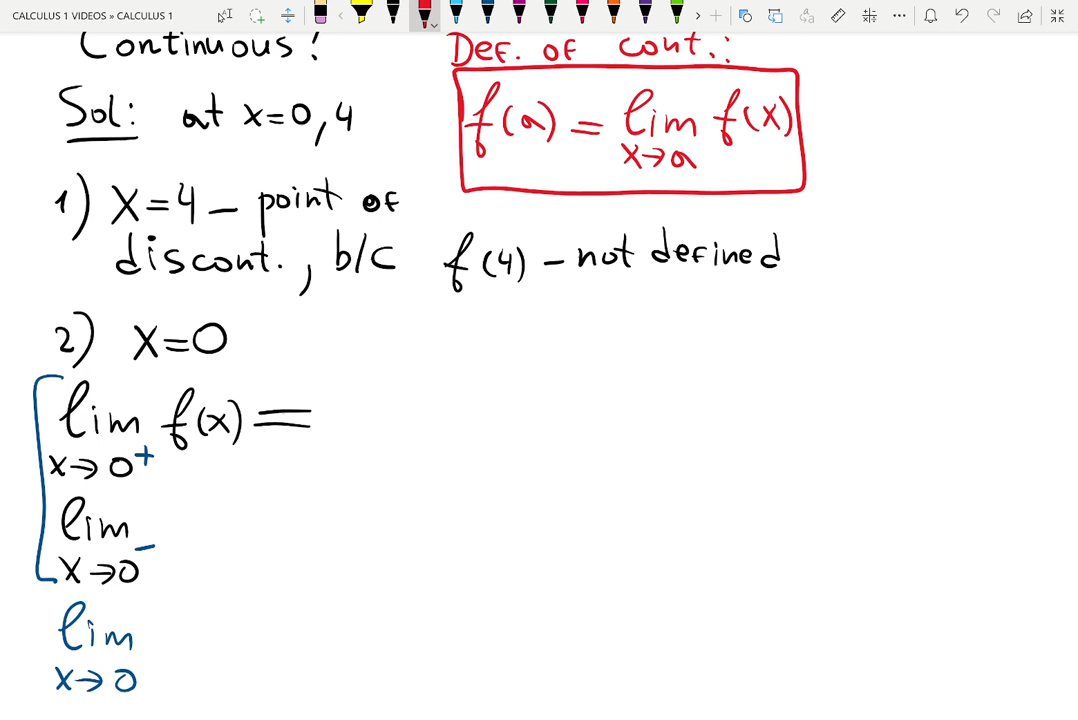 CALCULUS 1 VIDEOS » CALCULUS 1
Continuous?
Def. of cont.:
Sol: at x=0,4
f(a) = lim f(x)
x→a
1) x=4 – point of
discont., b/c f(4) – not defined
2) x=0
lim f(x) =
x→0+
lim
x→0-
lim
x→0